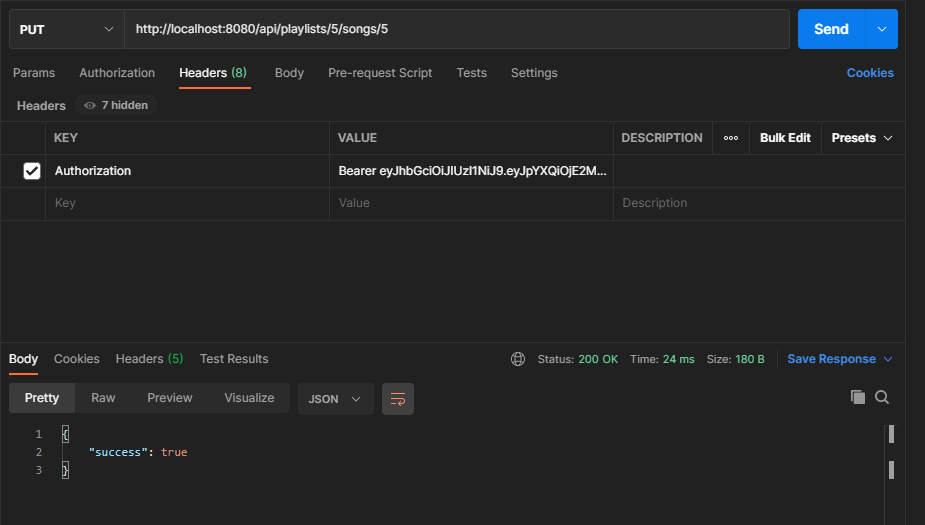 PUT http://localhost:8080/api/playlists/5/songs/5 Send
Params Authorization Headers (8) Body Pre-request Script Tests Settings Cookies
Headers 7 hidden
KEY VALUE DESCRIPTION ooo Bulk Edit Presets
Authorization Bearer eyJhbGciOiJIUzI1NiJ9.eyJpYXQiOjE2M...
Key Value Description
Body Cookies Headers (5) Test Results Status: 200 OK Time: 24 ms Size: 180 B Save Response
Pretty Raw Preview Visualize JSON
1 {
2 "success": true
3 }